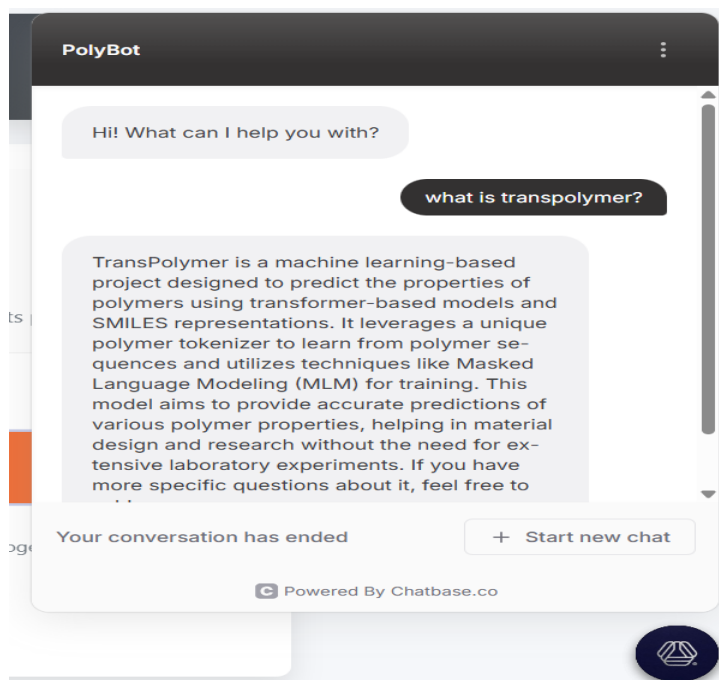 PolyBot
Hi! What can I help you with?
what is transpolymer?
TransPolymer is a machine learning-based
project designed to predict the properties of
polymers using transformer-based models and
SMILES representations. It leverages a unique
polymer tokenizer to learn from polymer se-
quences and utilizes techniques like Masked
Language Modeling (MLM) for training. This
model aims to provide accurate predictions of
various polymer properties, helping in material
design and research without the need for ex-
tensive laboratory experiments. If you have
more specific questions about it, feel free to
Your conversation has ended
+ Start new chat
C Powered By Chatbase.co